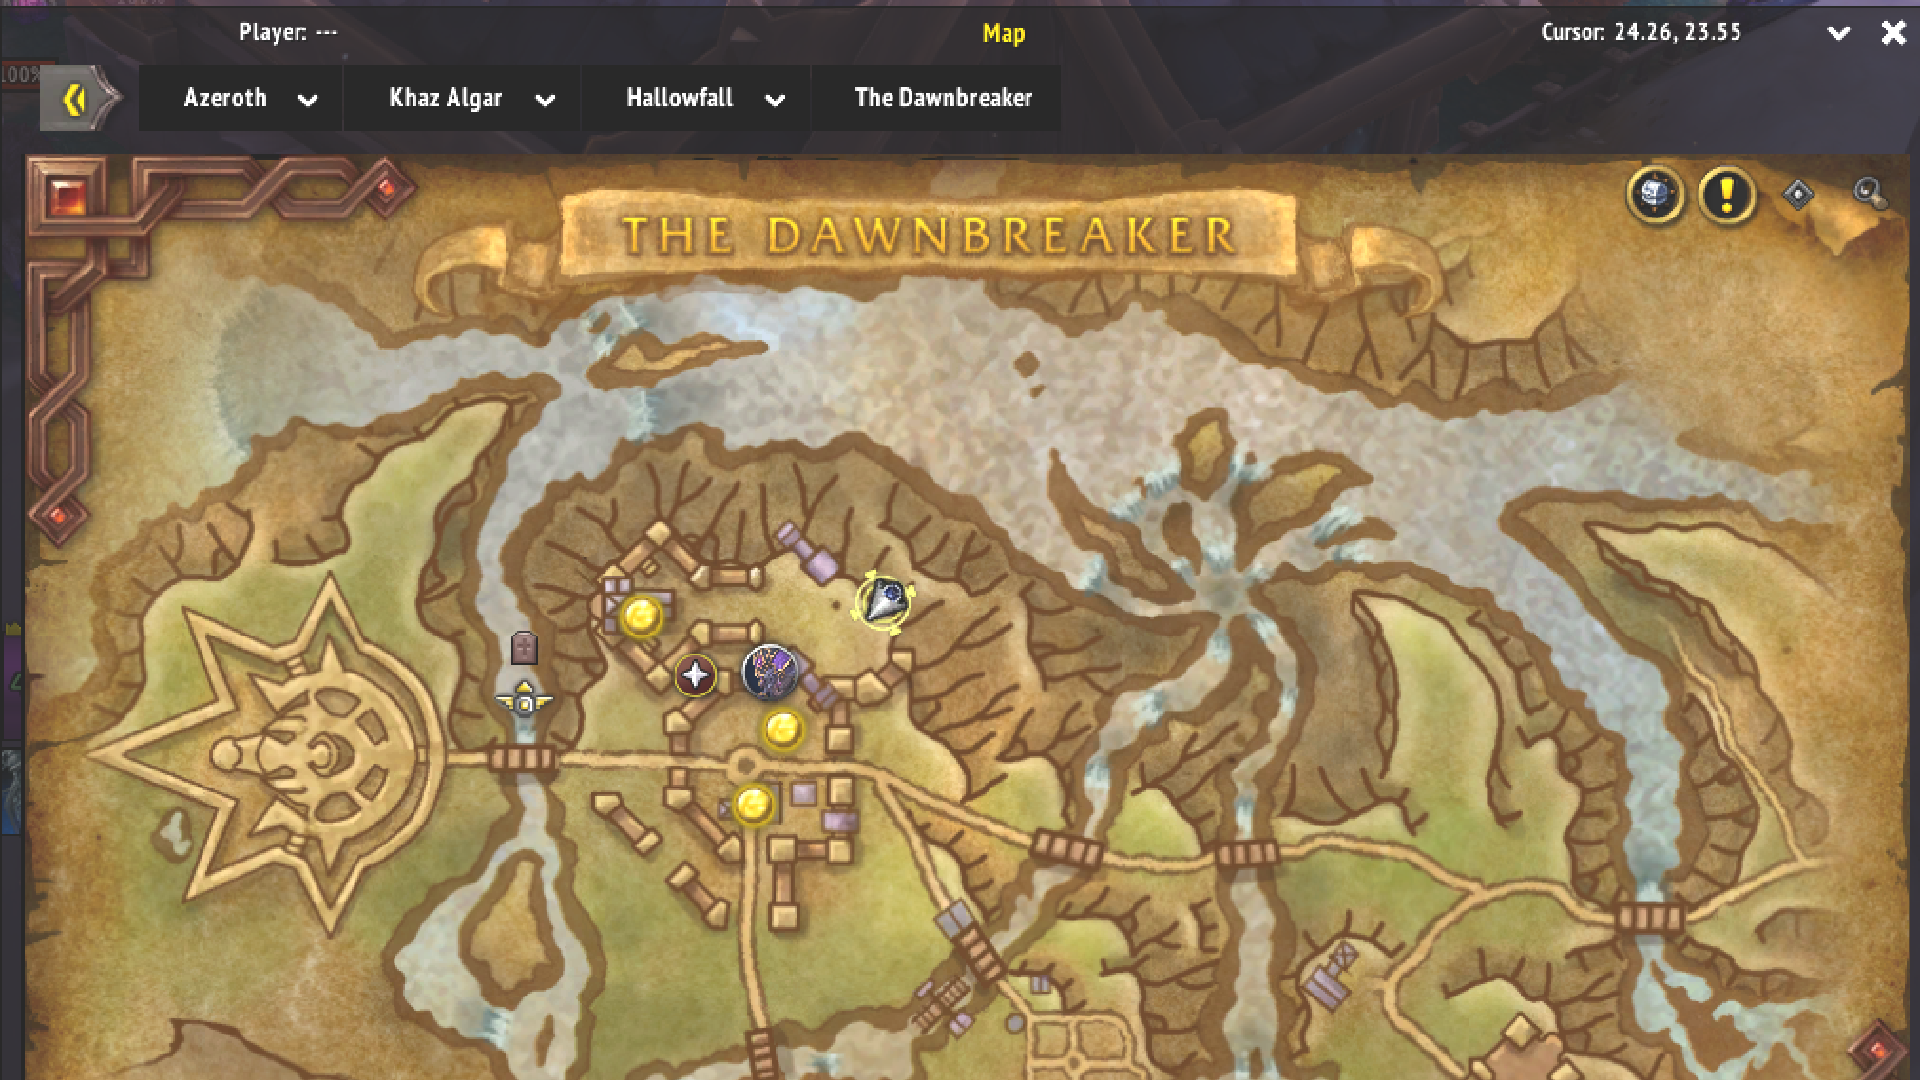 Player: ---
Map
Cursor: 24.26, 23.55
100%
Azeroth
Khaz Algar
Hallowfall
The Dawnbreaker
THE DAWNBREAKER